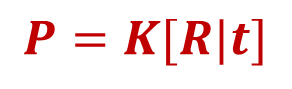 P = K[R|t]